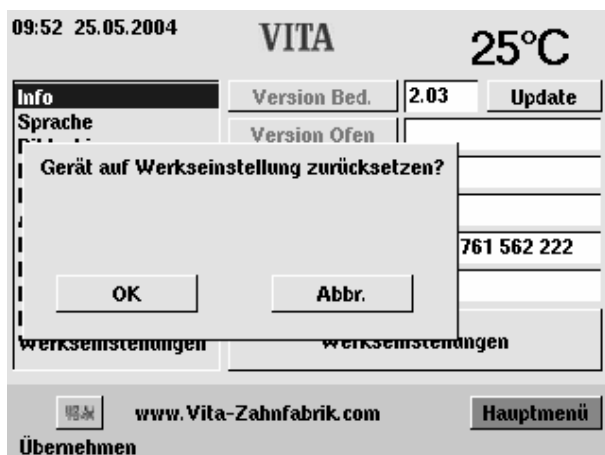 09:52 25.05.2004
VITA
25°C
Info
Version Bed.
2.03
Update
Sprache
Version Ofen
Gerät auf Werkseinstellung zurücksetzen?
761 562 222
OK
Abbr.
Werkseinstellungen
Werkseinstellungen
www.Vita-Zahnfabrik.com
Hauptmenü
Übernehmen